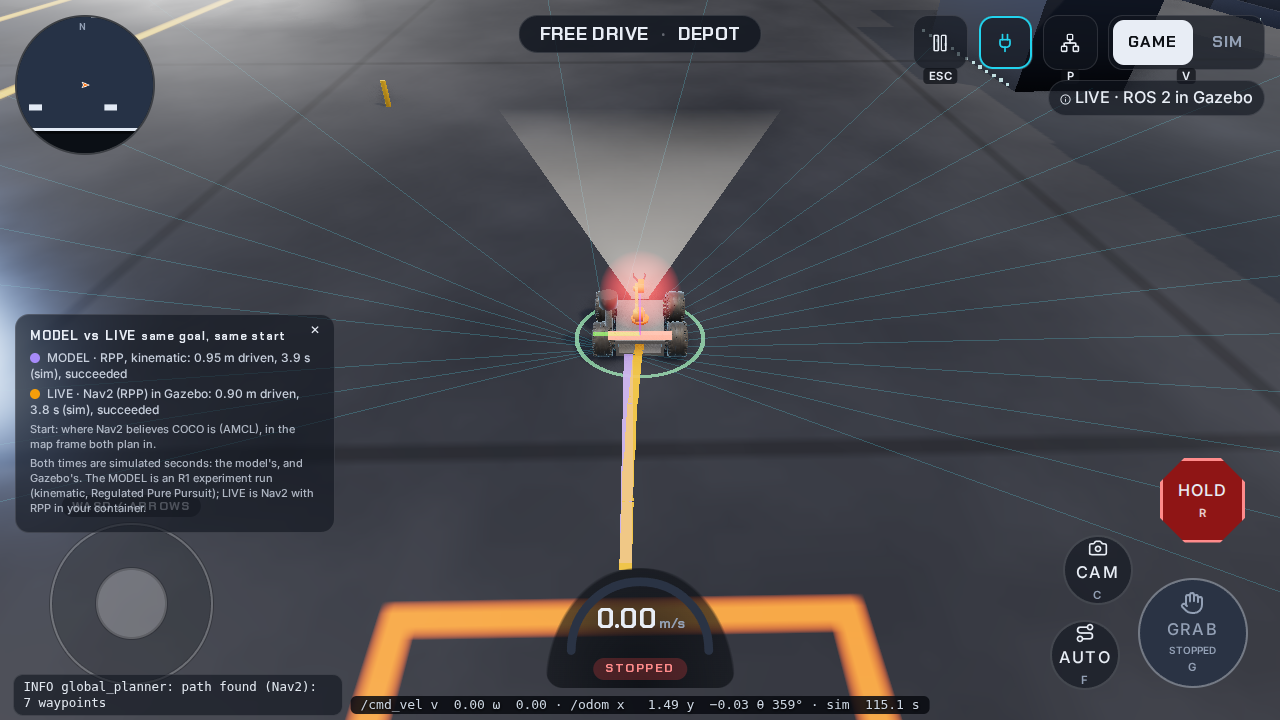 N
FREE DRIVE · DEPOT
GAME SIM
ESC P V
LIVE · ROS 2 in Gazebo
MODEL vs LIVE same goal, same start ×
MODEL · RPP, kinematic: 0.95 m driven, 3.9 s
(sim), succeeded
LIVE · Nav2 (RPP) in Gazebo: 0.90 m driven,
3.8 s (sim), succeeded
Start: where Nav2 believes COCO is (AMCL), in the
map frame both plan in.
Both times are simulated seconds: the model's, and
Gazebo's. The MODEL is an R1 experiment run
(kinematic, Regulated Pure Pursuit); LIVE is Nav2 with
RPP in your container.
HOLD
R
CAM
C
GRAB
STOPPED
G
AUTO
F
0.00 m/s
STOPPED
INFO global_planner: path found (Nav2):
7 waypoints
/cmd_vel v 0.00 ω 0.00 · /odom x 1.49 y −0.03 θ 359° · sim 115.1 s